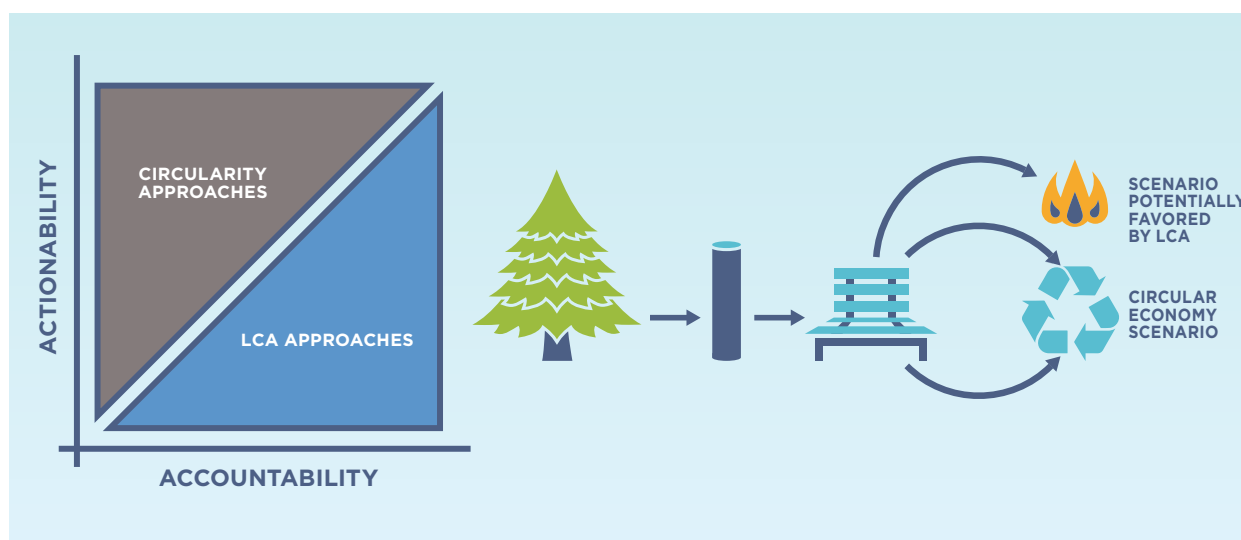 ACTIONABILITY
CIRCULARITY
APPROACHES
LCA APPROACHES
ACCOUNTABILITY
SCENARIO
POTENTIALLY
FAVORED
BY LCA
CIRCULAR
ECONOMY
SCENARIO